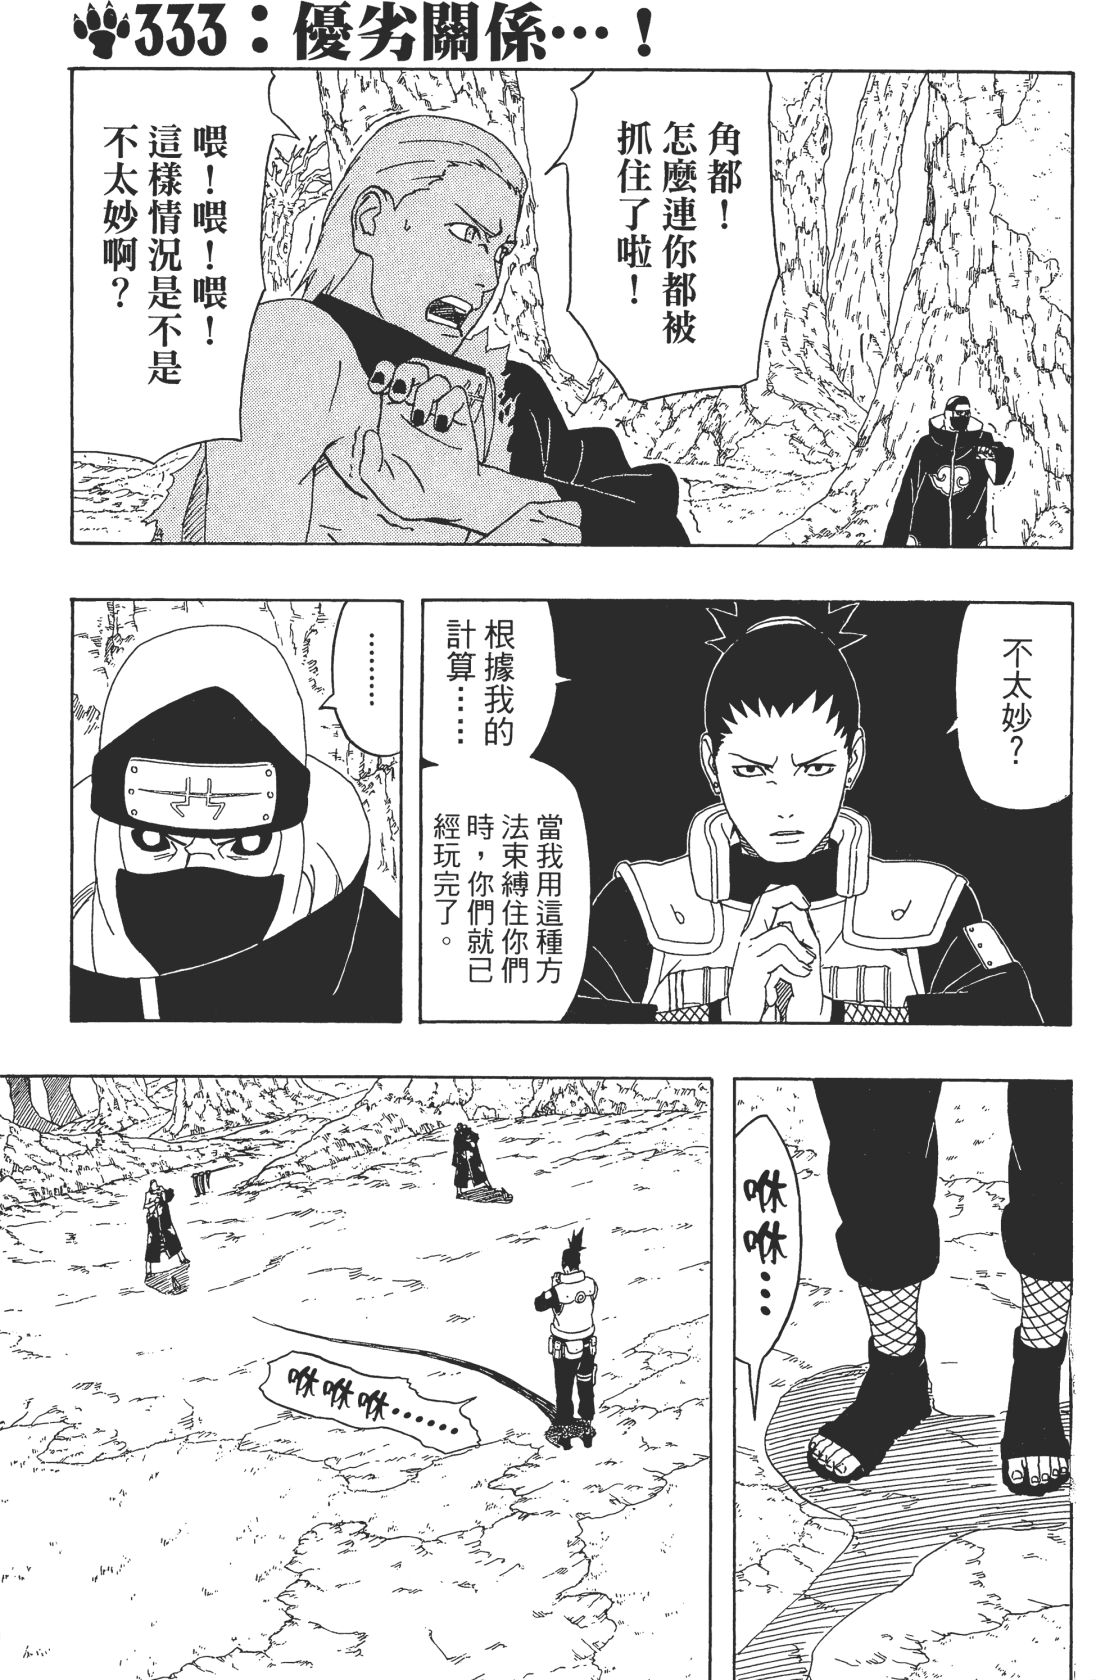 333：優劣關係…！
角都！
怎麼連你都被
抓住了啦！
喂！喂！喂！
這樣情況是不是
不太妙啊？
不太妙？
根據我的
計算……
當我用這種方
法束縛住你們
時，你們就已
經玩完了。
………
咻咻……
咻咻咻……